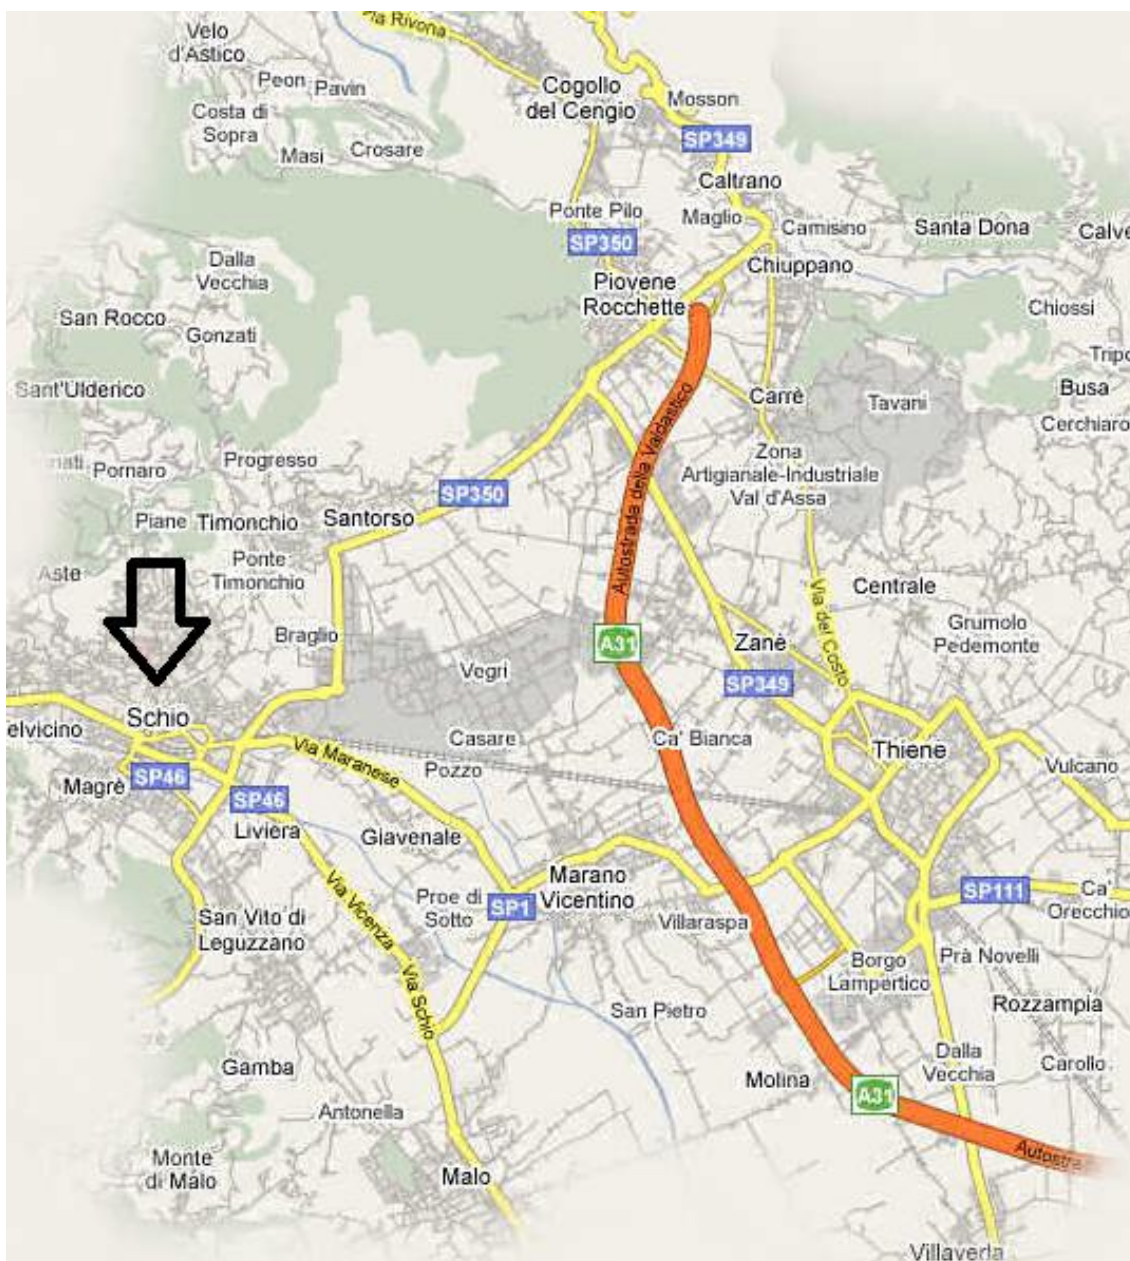 Via Rivona
Velo
d'Astico
Peon
Pavin
Cogollo
del Cengio
Mosson
Costa di
Sopra
Masi
Crosare
SP349
Caltrano
Ponte Pilo
Maglio
Camisino
Santa Dona
Calve
SP350
Dalla
Vecchia
Chiuppano
Piovene
Rocchette
San Rocco
Gonzati
Chiossi
Sant'Ulderico
Carrè
Tavani
Busa
Cerchiaro
Pornaro
Progresso
Zona
Artigianale-Industriale
Val d'Assa
Autostrada della Valdastico
SP350
Piane
Timonchio
Santorso
Aste
Ponte
Timonchio
Centrale
Via del Costo
Grumolo
Pedemonte
Braglio
A31
Zanè
Vegri
SP349
Schio
elvicino
Casare
Ca' Bianca
Thiene
Via Maranese
Magrè
SP46
Pozzo
Vulcano
SP46
Liviera
Giavenale
Marano
Vicentino
Via Vicenza
Proe di
Sotto
SP1
SP111
Ca'
Orecchio
San Vito di
Leguzzano
Villaraspa
Borgo
Lampertico
Prà Novelli
Via Schio
San Pietro
Rozzampia
Gamba
Molina
Dalla
Vecchia
Carollo
A31
Antonella
Autostra
Monte
di Malo
Malo
Villaverla